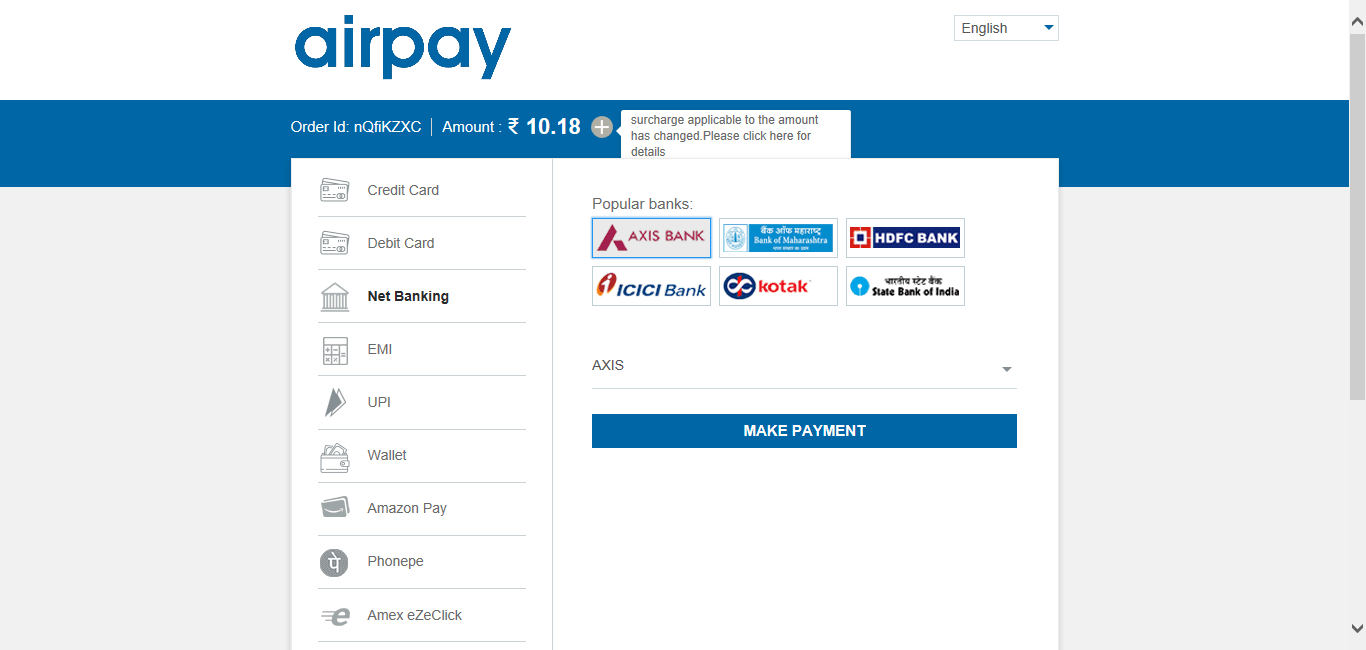 airpay
English
Order Id: nQfiKZXC
Amount : ₹ 10.18
surcharge applicable to the amount
has changed.Please click here for
details
Credit Card
Debit Card
Net Banking
EMI
UPI
Wallet
Amazon Pay
Phonepe
Amex eZeClick
Popular banks:
AXIS BANK
बैंक ऑफ महाराष्ट्र
Bank of Maharashtra
HDFC BANK
ICICI Bank
kotak
भारतीय स्टेट बैंक
State Bank of India
AXIS
MAKE PAYMENT